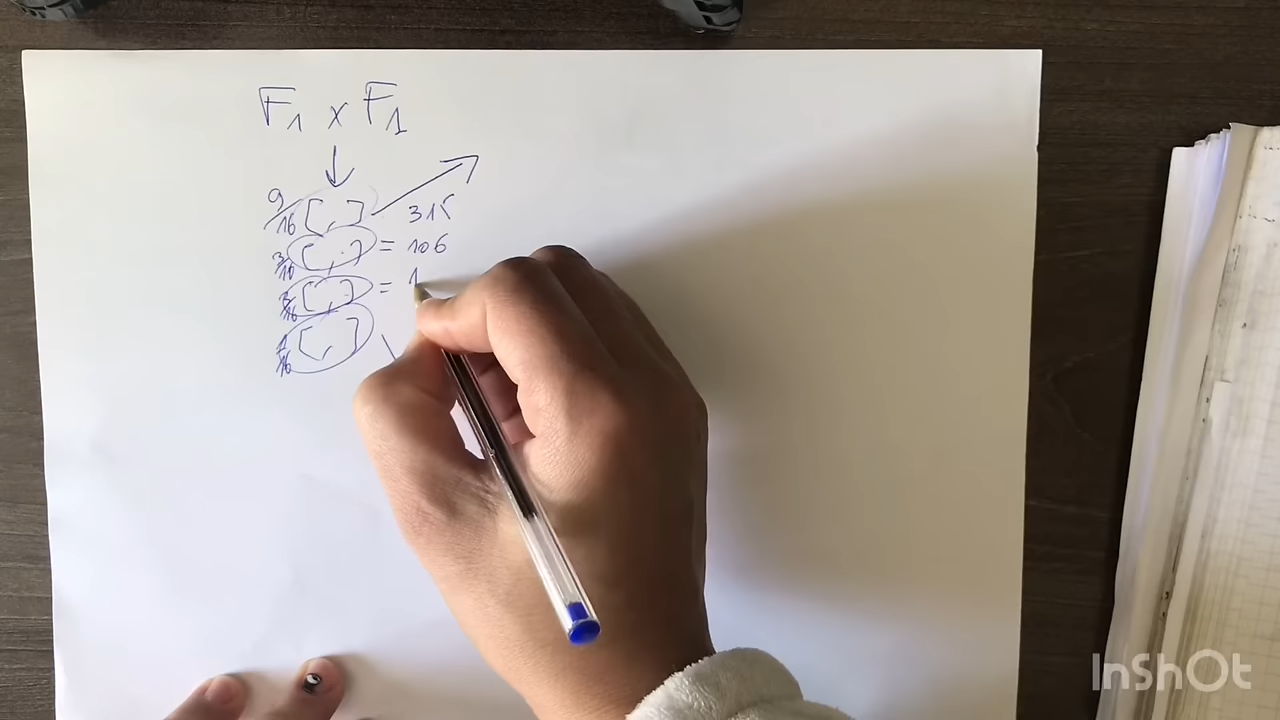 F1 x F1
9/16 [ , ] 315
3/16 [ , ] = 106
3/16 [ , ] = 1
1/16 [ , ]
InShOt